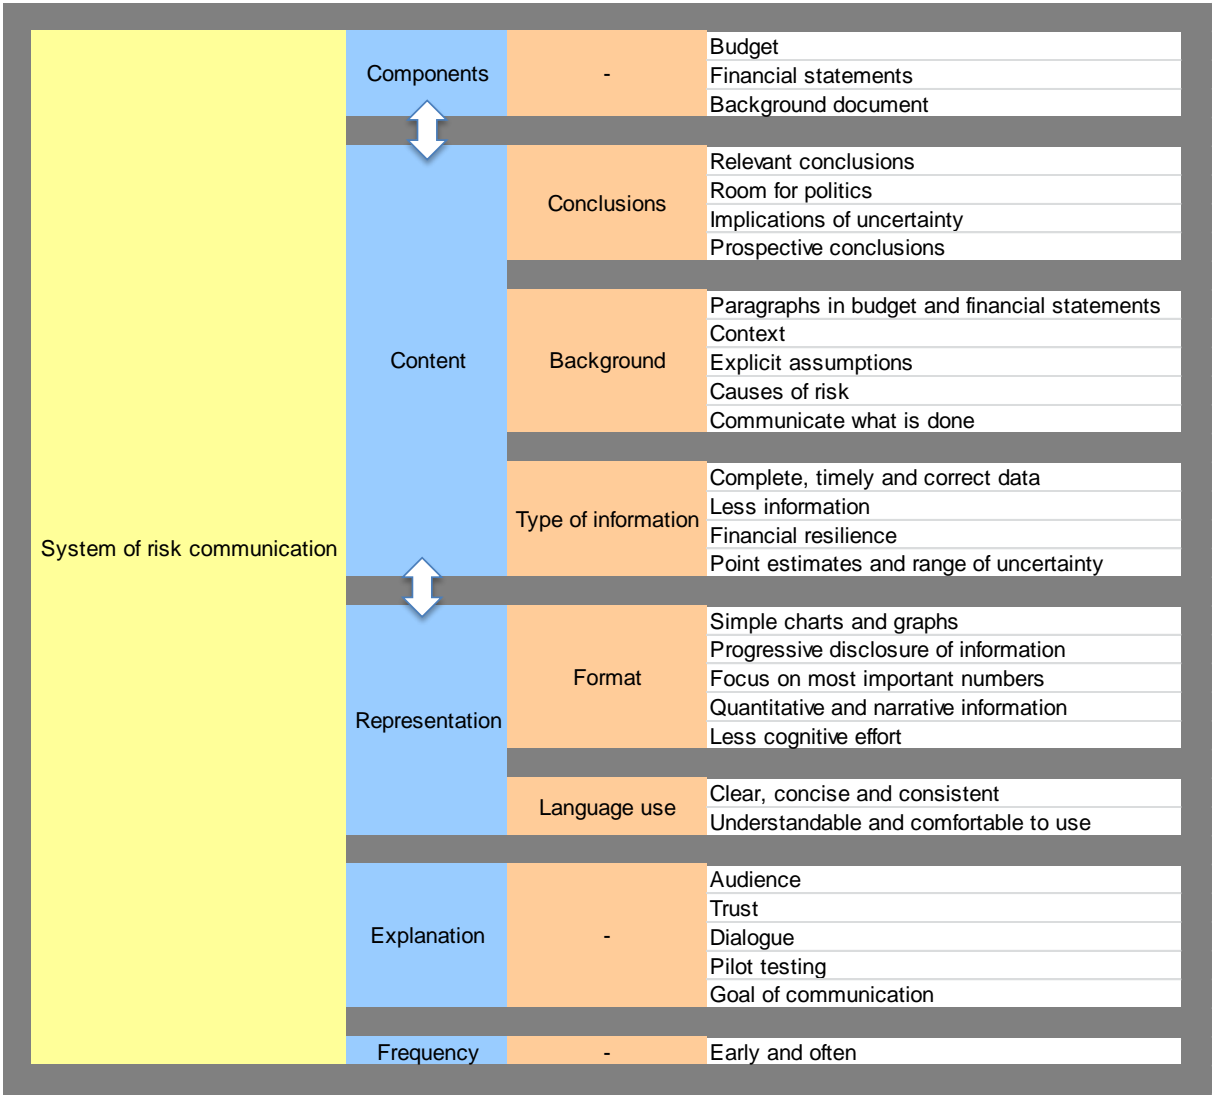 System of risk communication
Components
-
Budget
Financial statements
Background document
Content
Conclusions
Relevant conclusions
Room for politics
Implications of uncertainty
Prospective conclusions
Background
Paragraphs in budget and financial statements
Context
Explicit assumptions
Causes of risk
Communicate what is done
Type of information
Complete, timely and correct data
Less information
Financial resilience
Point estimates and range of uncertainty
Representation
Format
Simple charts and graphs
Progressive disclosure of information
Focus on most important numbers
Quantitative and narrative information
Less cognitive effort
Language use
Clear, concise and consistent
Understandable and comfortable to use
Explanation
-
Audience
Trust
Dialogue
Pilot testing
Goal of communication
Frequency
-
Early and often